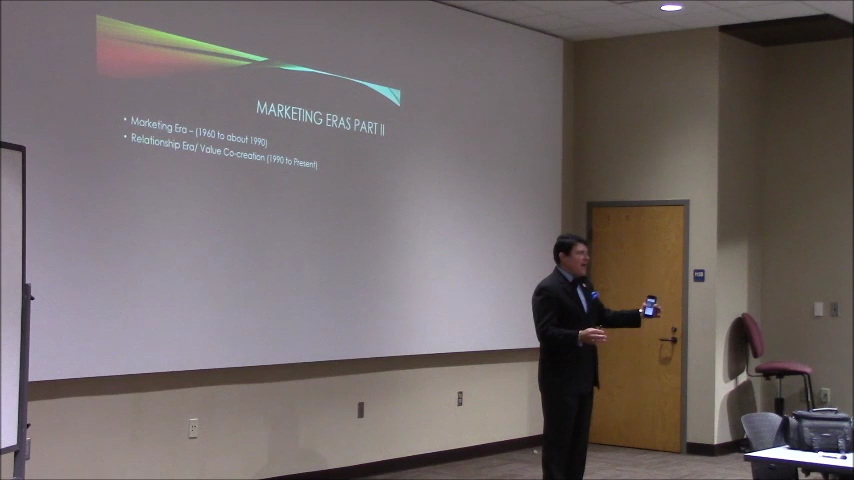 MARKETING ERAS PART II
• Marketing Era – (1960 to about 1990)
• Relationship Era/ Value Co-creation (1990 to Present)